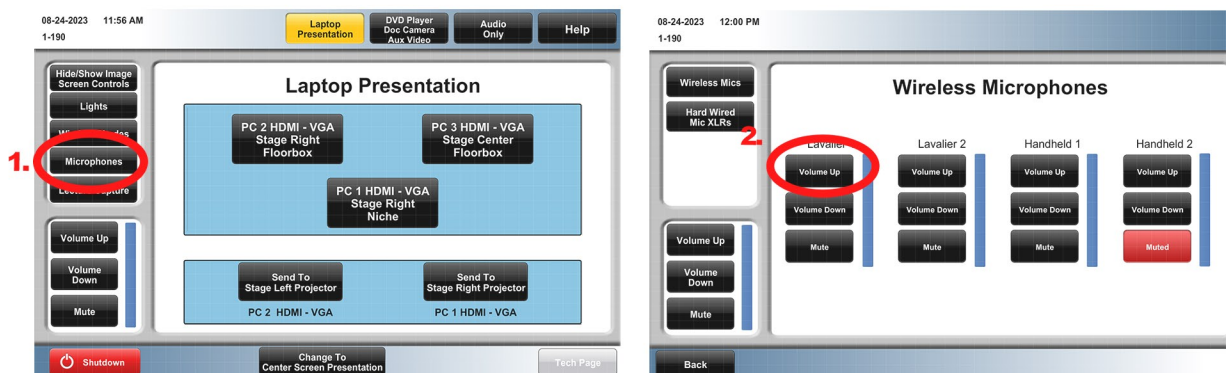 08-24-2023 11:56 AM
1-190
Laptop
Presentation
DVD Player
Doc Camera
Aux Video
Audio
Only
Help
Hide/Show Image
Screen Controls
Lights
1.
Microphones
Volume Up
Volume
Down
Mute
Laptop Presentation
PC 2 HDMI - VGA
Stage Right
Floorbox
PC 3 HDMI - VGA
Stage Center
Floorbox
PC 1 HDMI - VGA
Stage Right
Niche
Send To
Stage Left Projector
Send To
Stage Right Projector
PC 2 HDMI - VGA
PC 1 HDMI - VGA
Shutdown
Change To
Center Screen Presentation
Tech Page
08-24-2023 12:00 PM
1-190
Wireless Mics
Hard Wired
Mic XLRs
2.
Volume Up
Volume
Down
Mute
Wireless Microphones
Lavalier
Lavalier 2
Handheld 1
Handheld 2
Volume Up
Volume Up
Volume Up
Volume Up
Volume Down
Volume Down
Volume Down
Volume Down
Mute
Mute
Mute
Muted
Back